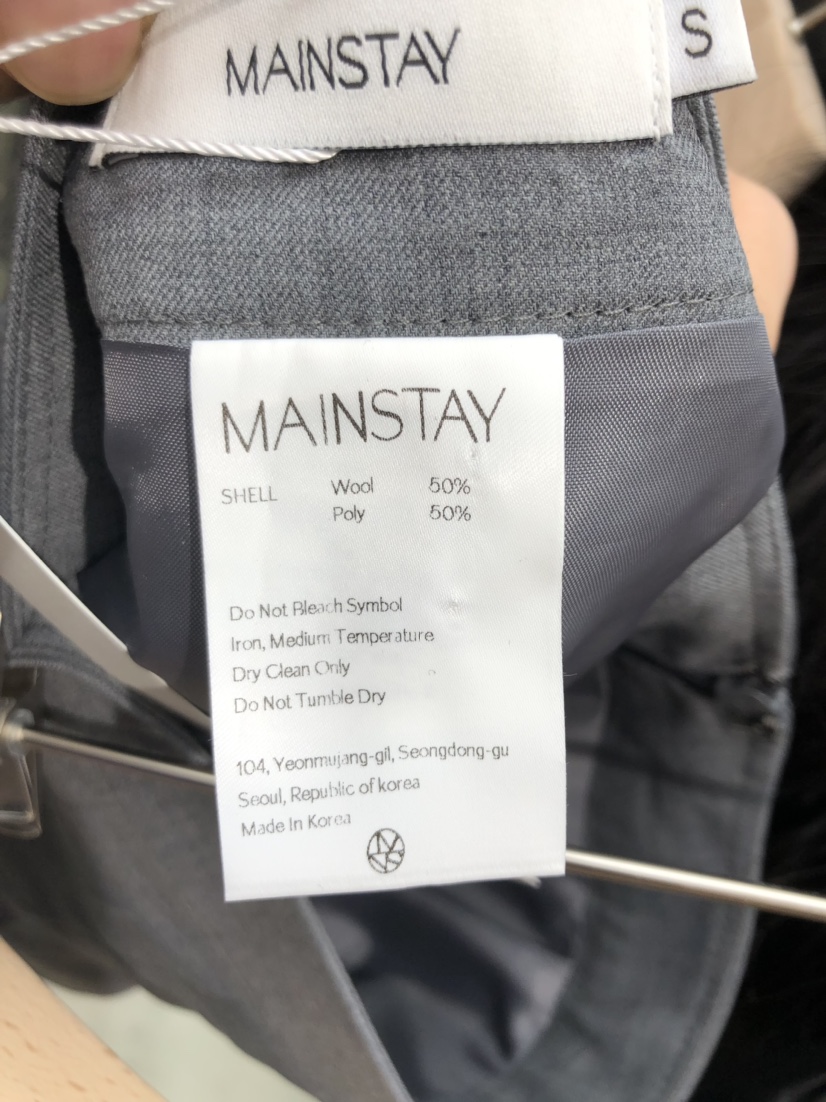 MAINSTAY
S
MAINSTAY
SHELL Wool 50%
Poly 50%
Do Not Bleach Symbol
Iron, Medium Temperature
Dry Clean Only
Do Not Tumble Dry
104, Yeonmujang-gil, Seongdong-gu
Seoul, Republic of korea
Made In Korea